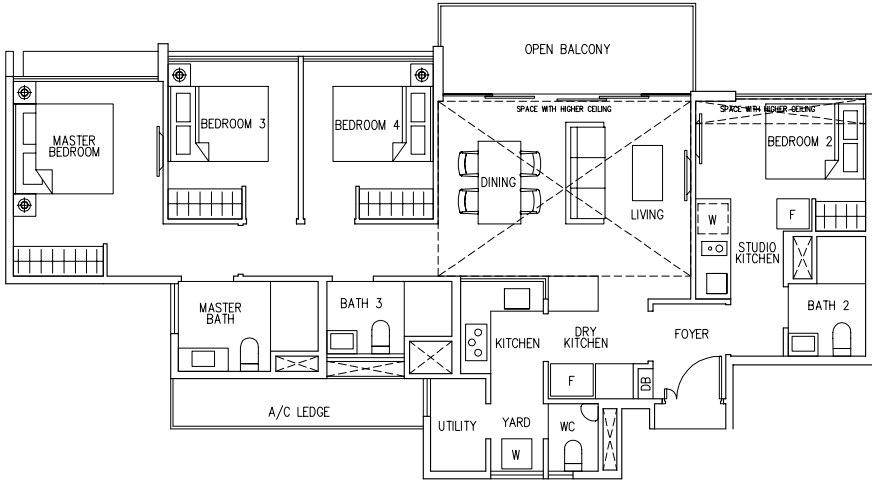 OPEN BALCONY
SPACE WITH HIGHER CEILING
SPACE WITH HIGHER CEILING
MASTER
BEDROOM
BEDROOM 3
BEDROOM 4
BEDROOM 2
DINING
LIVING
W
F
STUDIO
KITCHEN
MASTER
BATH
BATH 3
BATH 2
KITCHEN
DRY
KITCHEN
FOYER
F
DB
A/C LEDGE
UTILITY
YARD
WC
W